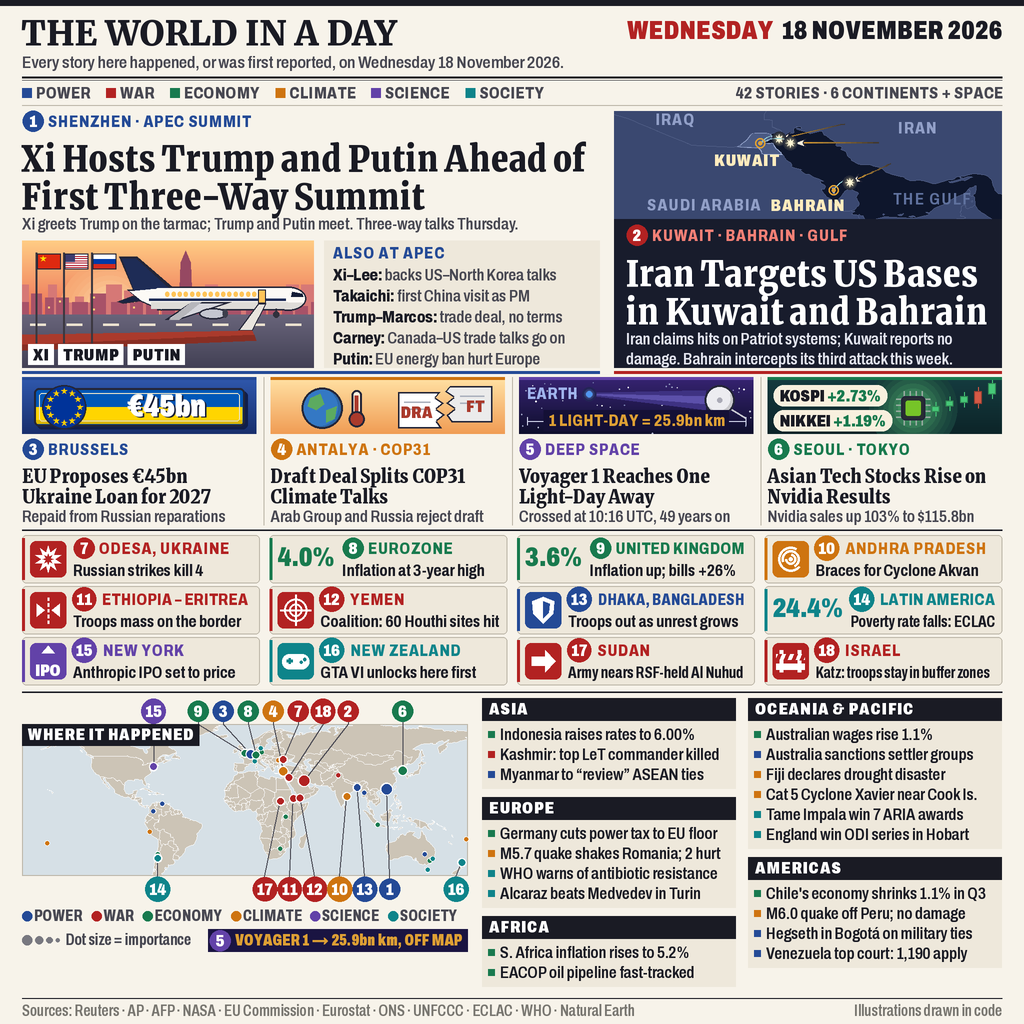 THE WORLD IN A DAY
WEDNESDAY 18 NOVEMBER 2026
Every story here happened, or was first reported, on Wednesday 18 November 2026.
POWER WAR ECONOMY CLIMATE SCIENCE SOCIETY
42 STORIES · 6 CONTINENTS + SPACE
1 SHENZHEN · APEC SUMMIT
Xi Hosts Trump and Putin Ahead of
First Three-Way Summit
Xi greets Trump on the tarmac; Trump and Putin meet. Three-way talks Thursday.
XI TRUMP PUTIN
ALSO AT APEC
Xi–Lee: backs US–North Korea talks
Takaichi: first China visit as PM
Trump–Marcos: trade deal, no terms
Carney: Canada–US trade talks go on
Putin: EU energy ban hurt Europe
IRAQ
IRAN
KUWAIT
SAUDI ARABIA
BAHRAIN
THE GULF
2 KUWAIT · BAHRAIN · GULF
Iran Targets US Bases
in Kuwait and Bahrain
Iran claims hits on Patriot systems; Kuwait reports no
damage. Bahrain intercepts its third attack this week.
€45bn
3 BRUSSELS
EU Proposes €45bn
Ukraine Loan for 2027
Repaid from Russian reparations
DRA FT
4 ANTALYA · COP31
Draft Deal Splits COP31
Climate Talks
Arab Group and Russia reject draft
EARTH
1 LIGHT-DAY = 25.9bn km
5 DEEP SPACE
Voyager 1 Reaches One
Light-Day Away
Crossed at 10:16 UTC, 49 years on
KOSPI +2.73%
NIKKEI +1.19%
6 SEOUL · TOKYO
Asian Tech Stocks Rise on
Nvidia Results
Nvidia sales up 103% to $115.8bn
7 ODESA, UKRAINE
Russian strikes kill 4
4.0%
8 EUROZONE
Inflation at 3-year high
3.6%
9 UNITED KINGDOM
Inflation up; bills +26%
10 ANDHRA PRADESH
Braces for Cyclone Akvan
11 ETHIOPIA – ERITREA
Troops mass on the border
12 YEMEN
Coalition: 60 Houthi sites hit
13 DHAKA, BANGLADESH
Troops out as unrest grows
24.4%
14 LATIN AMERICA
Poverty rate falls: ECLAC
IPO
15 NEW YORK
Anthropic IPO set to price
16 NEW ZEALAND
GTA VI unlocks here first
17 SUDAN
Army nears RSF-held Al Nuhud
18 ISRAEL
Katz: troops stay in buffer zones
15 9 3 8 4 7 18 2 6
WHERE IT HAPPENED
14 17 11 12 10 13 1 16
POWER WAR ECONOMY CLIMATE SCIENCE SOCIETY
Dot size = importance
5 VOYAGER 1 → 25.9bn km, OFF MAP
ASIA
Indonesia raises rates to 6.00%
Kashmir: top LeT commander killed
Myanmar to “review” ASEAN ties
EUROPE
Germany cuts power tax to EU floor
M5.7 quake shakes Romania; 2 hurt
WHO warns of antibiotic resistance
Alcaraz beats Medvedev in Turin
AFRICA
S. Africa inflation rises to 5.2%
EACOP oil pipeline fast-tracked
OCEANIA & PACIFIC
Australian wages rise 1.1%
Australia sanctions settler groups
Fiji declares drought disaster
Cat 5 Cyclone Xavier near Cook Is.
Tame Impala win 7 ARIA awards
England win ODI series in Hobart
AMERICAS
Chile's economy shrinks 1.1% in Q3
M6.0 quake off Peru; no damage
Hegseth in Bogotá on military ties
Venezuela top court: 1,190 apply
Sources: Reuters · AP · AFP · NASA · EU Commission · Eurostat · ONS · UNFCCC · ECLAC · WHO · Natural Earth
Illustrations drawn in code